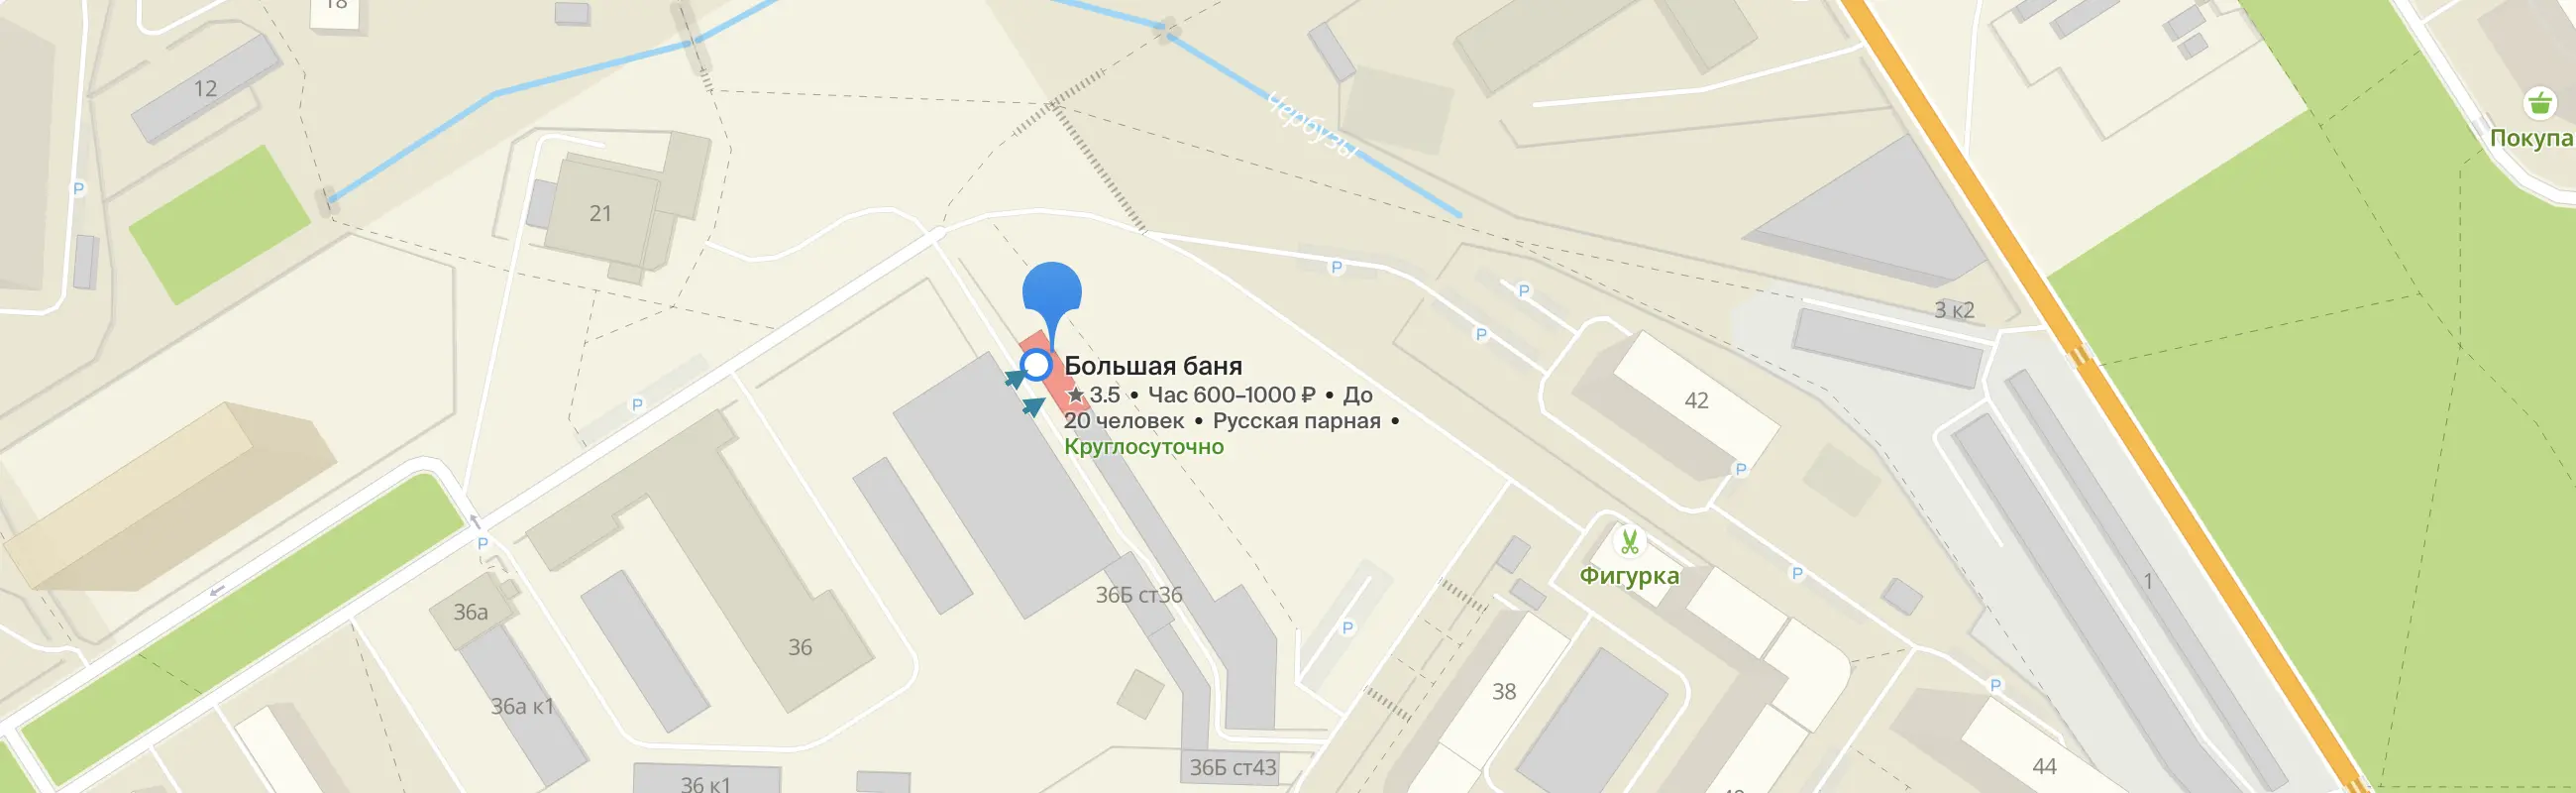 18
12
P
Чербузы
Покупа
21
P
P
3 к2
P
Большая баня
3.5 • Час 600–1000 ₽ • До
20 человек • Русская парная •
Круглосуточно
P
42
P
P
Фигурка
P
1
36Б ст36
36а
P
36
38
P
36а к1
44
36Б ст43
36 к1